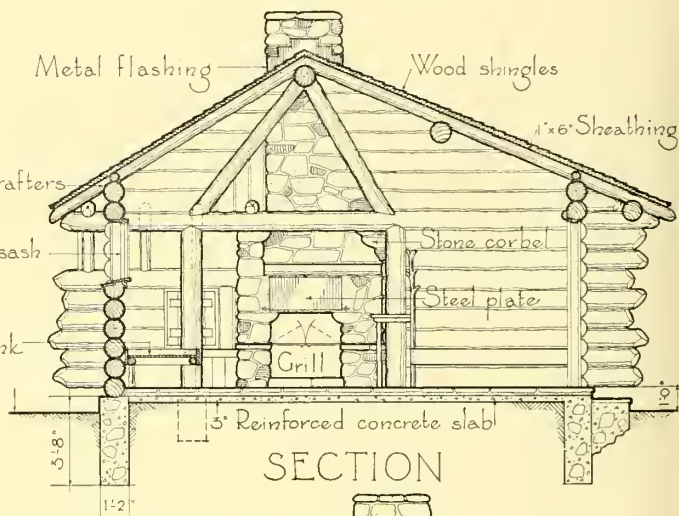 Metal flashing
Wood shingles
1"x6" Sheathing
rafters
sash
Stone corbel
Steel plate
Grill
3" Reinforced concrete slab
3'-8"
1'-2"
SECTION